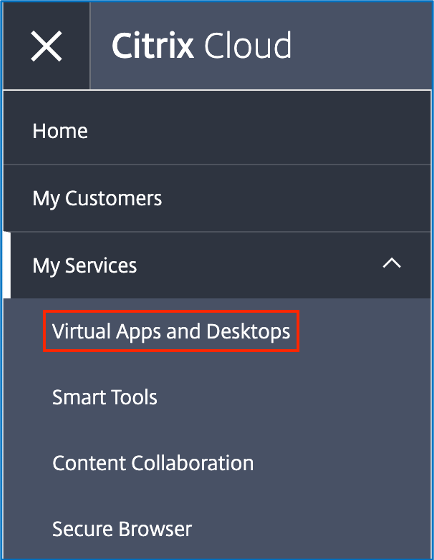 Citrix Cloud
Home
My Customers
My Services
Virtual Apps and Desktops
Smart Tools
Content Collaboration
Secure Browser